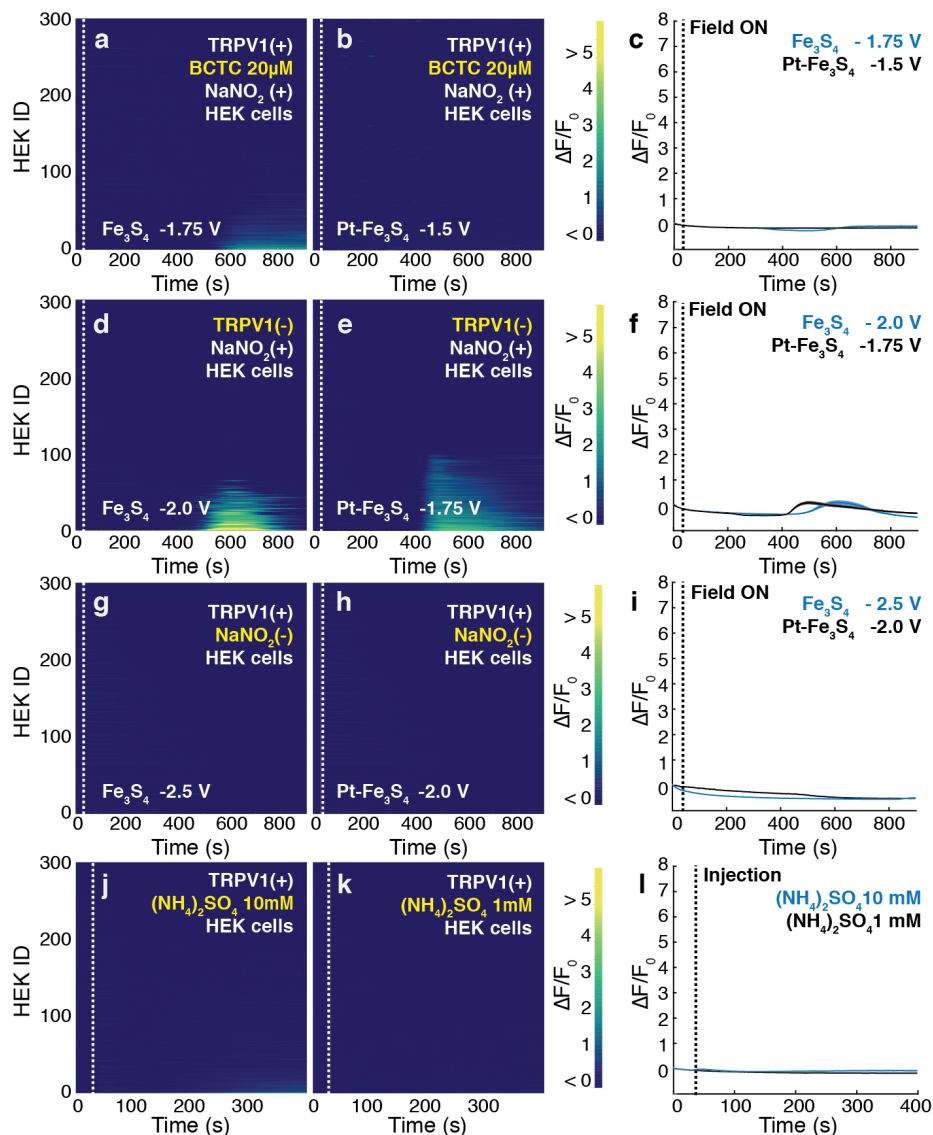 a
TRPV1(+)
BCTC 20µM
NaNO₂ (+)
HEK cells
Fe₃S₄ -1.75 V
HEK ID
300
200
100
0
0 200 400 600 800
Time (s)
b
TRPV1(+)
BCTC 20µM
NaNO₂ (+)
HEK cells
Pt-Fe₃S₄ -1.5 V
0 200 400 600 800
Time (s)
> 5
4
3
2
1
< 0
ΔF/F₀
c
Field ON
Fe₃S₄ - 1.75 V
Pt-Fe₃S₄ -1.5 V
ΔF/F₀
8
7
6
5
4
3
2
1
0
0 200 400 600 800
Time (s)
d
TRPV1(-)
NaNO₂(+)
HEK cells
Fe₃S₄ -2.0 V
HEK ID
300
200
100
0
0 200 400 600 800
Time (s)
e
TRPV1(-)
NaNO₂(+)
HEK cells
Pt-Fe₃S₄ -1.75 V
0 200 400 600 800
Time (s)
> 5
4
3
2
1
< 0
ΔF/F₀
f
Field ON
Fe₃S₄ - 2.0 V
Pt-Fe₃S₄ -1.75 V
ΔF/F₀
8
7
6
5
4
3
2
1
0
0 200 400 600 800
Time (s)
g
TRPV1(+)
NaNO₂(-)
HEK cells
Fe₃S₄ -2.5 V
HEK ID
300
200
100
0
0 200 400 600 800
Time (s)
h
TRPV1(+)
NaNO₂(-)
HEK cells
Pt-Fe₃S₄ -2.0 V
0 200 400 600 800
Time (s)
> 5
4
3
2
1
< 0
ΔF/F₀
i
Field ON
Fe₃S₄ - 2.5 V
Pt-Fe₃S₄ -2.0 V
ΔF/F₀
8
7
6
5
4
3
2
1
0
0 200 400 600 800
Time (s)
j
TRPV1(+)
(NH₄)₂SO₄ 10mM
HEK cells
HEK ID
300
200
100
0
100 200 300
Time (s)
k
TRPV1(+)
(NH₄)₂SO₄ 1mM
HEK cells
100 200 300
Time (s)
> 5
4
3
2
1
< 0
ΔF/F₀
l
Injection
(NH₄)₂SO₄10 mM
(NH₄)₂SO₄1 mM
ΔF/F₀
8
7
6
5
4
3
2
1
0
0 100 200 300 400
Time (s)